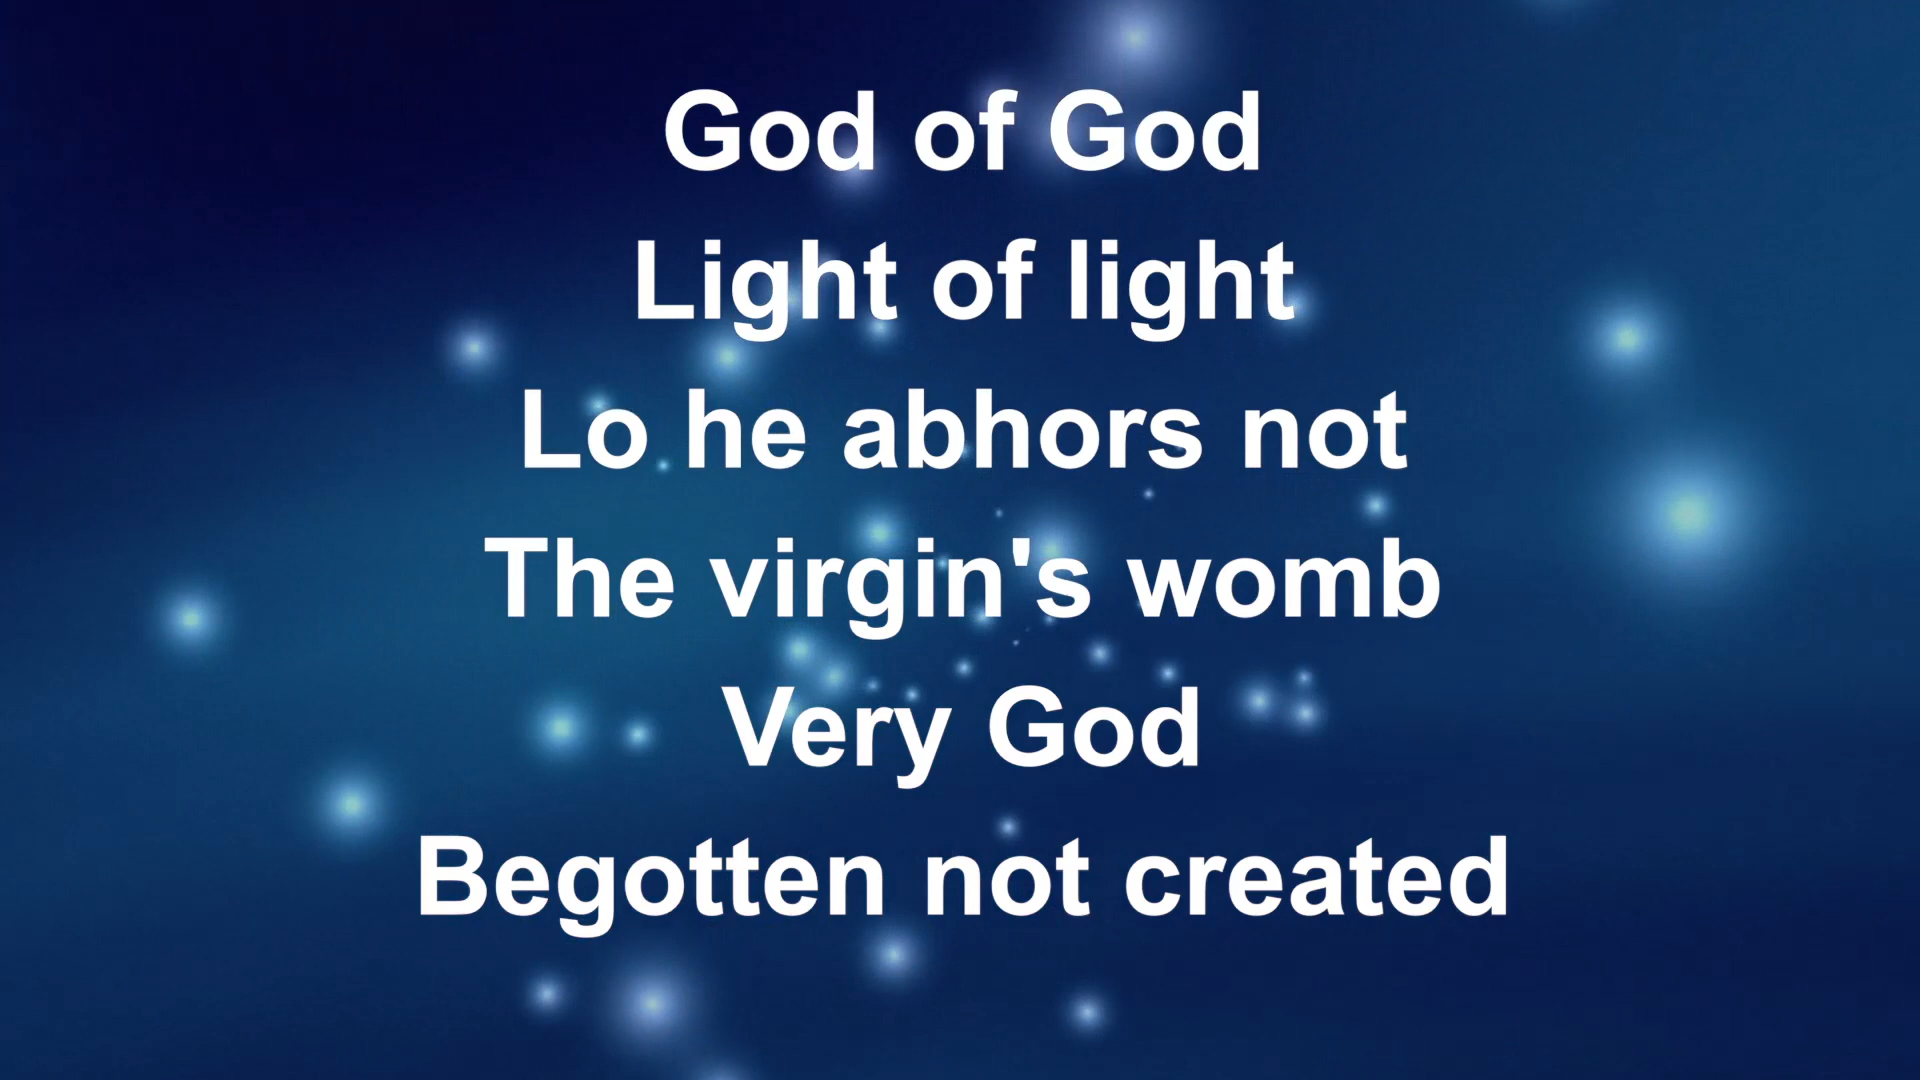 God of God
Light of light
Lo he abhors not
The virgin's womb
Very God
Begotten not created